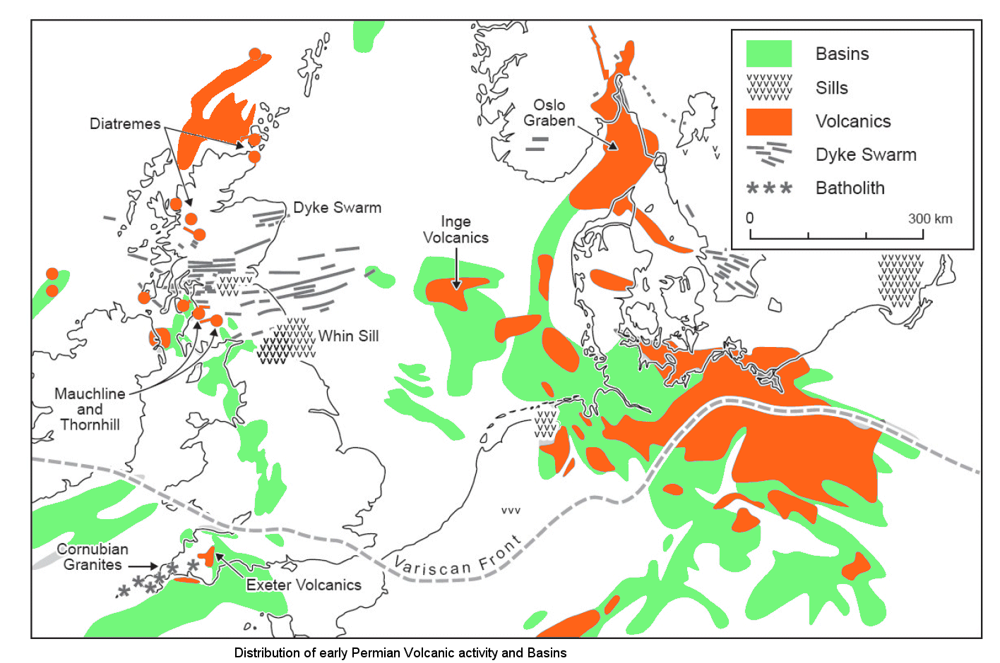 Basins
Sills
Volcanics
Dyke Swarm
Batholith
0 300 km
Diatremes
Oslo
Graben
Dyke Swarm
Inge
Volcanics
Whin Sill
Mauchline
and
Thornhill
Cornubian
Granites
Exeter Volcanics
Variscan Front
Distribution of early Permian Volcanic activity and Basins